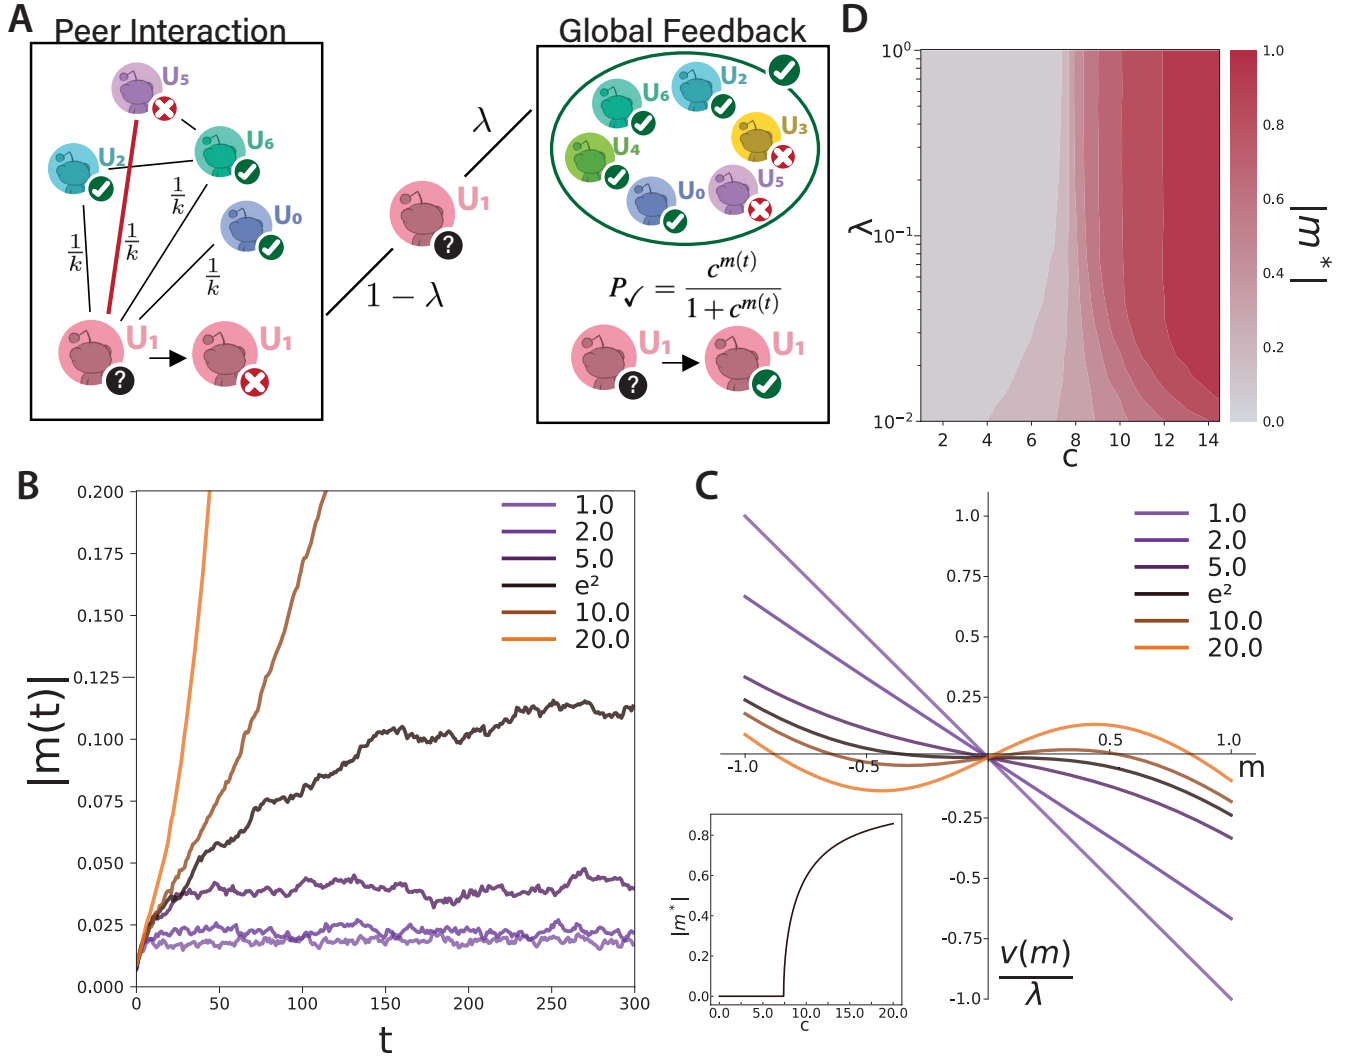 A
Peer Interaction
U5
U2
U6
U0
1/k
1/k
1/k
1/k
U1
?
U1
λ
1 − λ
U1
?
Global Feedback
U6
U2
U3
U4
U0
U5
P✓ = c^{m(t)} / (1 + c^{m(t)})
U1
?
U1
D
10^0
10^{-1}
10^{-2}
λ
2 4 6 8 10 12 14
c
1.0
0.8
0.6
0.4
0.2
0.0
|m*|
B
0.200
0.175
0.150
0.125
0.100
0.075
0.050
0.025
0.000
|m(t)|
0 50 100 150 200 250 300
t
1.0
2.0
5.0
e²
10.0
20.0
C
1.0
0.75
0.5
0.25
-0.25
-0.5
-0.75
-1.0
-1.0 -0.5 0.5 1.0
m
v(m)/λ
1.0
2.0
5.0
e²
10.0
20.0
0.8
0.6
0.4
0.2
0.0
|m*|
0.0 5.0 10.0 15.0 20.0
c